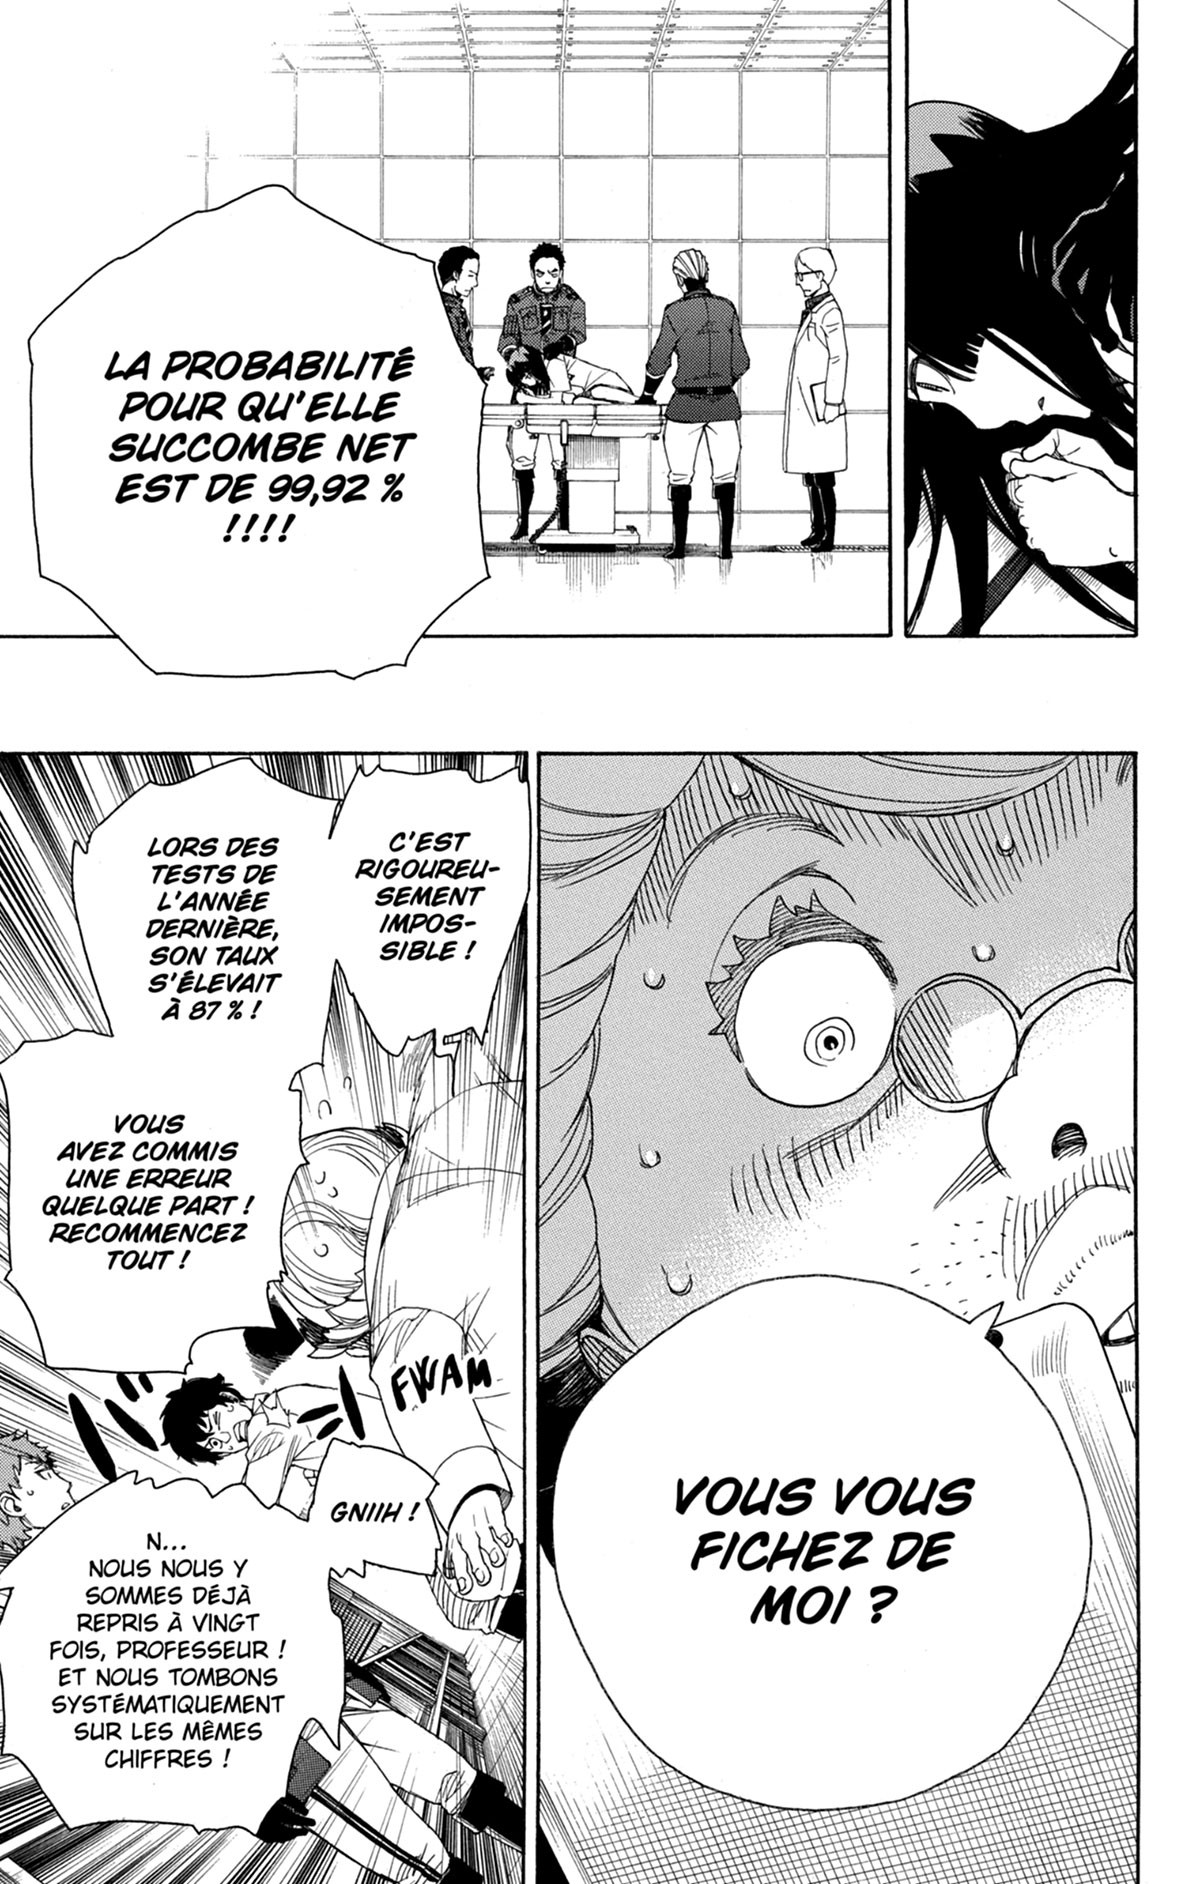 LA PROBABILITÉ
POUR QU'ELLE
SUCCOMBE NET
EST DE 99,92 %
!!!!
VOUS VOUS
FICHEZ DE
MOI ?
C'EST
RIGOUREU-
SEMENT
IMPOS-
SIBLE !
LORS DES
TESTS DE
L'ANNÉE
DERNIÈRE,
SON TAUX
S'ÉLEVAIT
À 87 % !
VOUS
AVEZ COMMIS
UNE ERREUR
QUELQUE PART !
RECOMMENCEZ
TOUT !
FWAM
GNIIH !
N...
NOUS NOUS Y
SOMMES DÉJÀ
REPRIS À VINGT
FOIS, PROFESSEUR !
ET NOUS TOMBONS
SYSTÉMATIQUEMENT
SUR LES MÊMES
CHIFFRES !